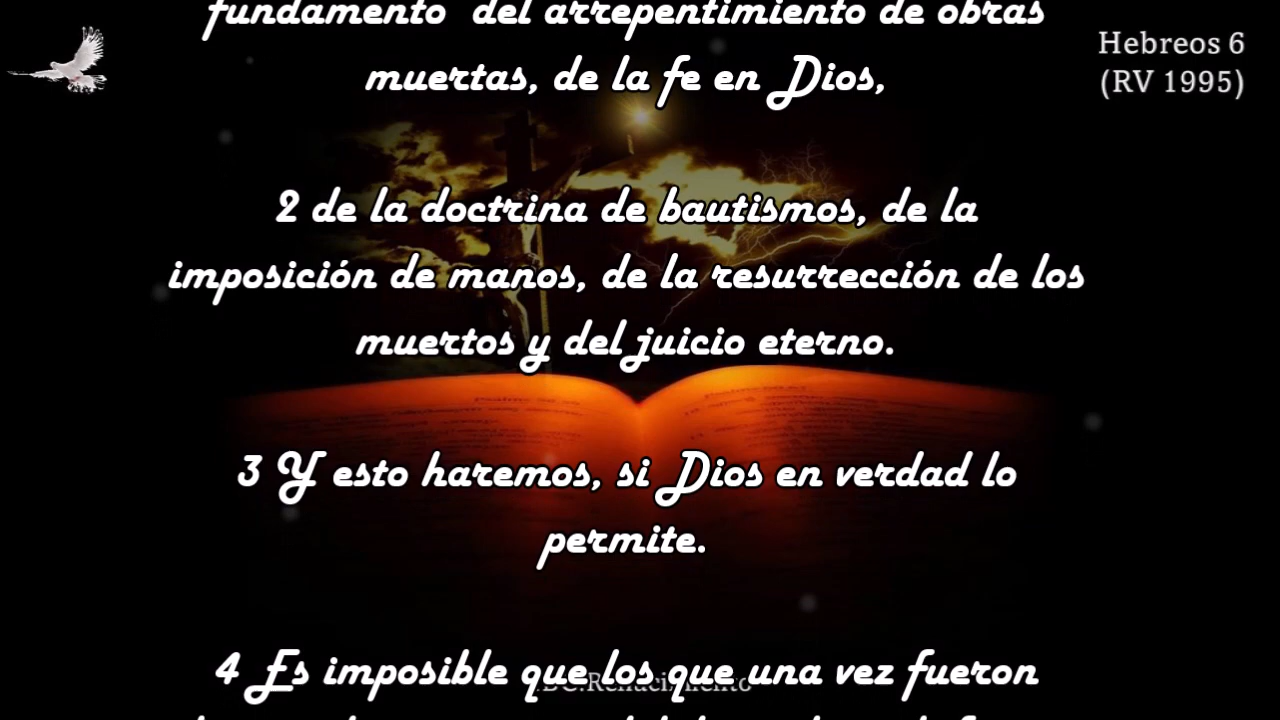 fundamento del arrepentimiento de obras
muertas, de la fe en Dios,
Hebreos 6
(RV 1995)
2 de la doctrina de bautismos, de la
imposición de manos, de la resurrección de los
muertos y del juicio eterno.
3 Y esto haremos, si Dios en verdad lo
permite.
4 Es imposible que los que una vez fueron